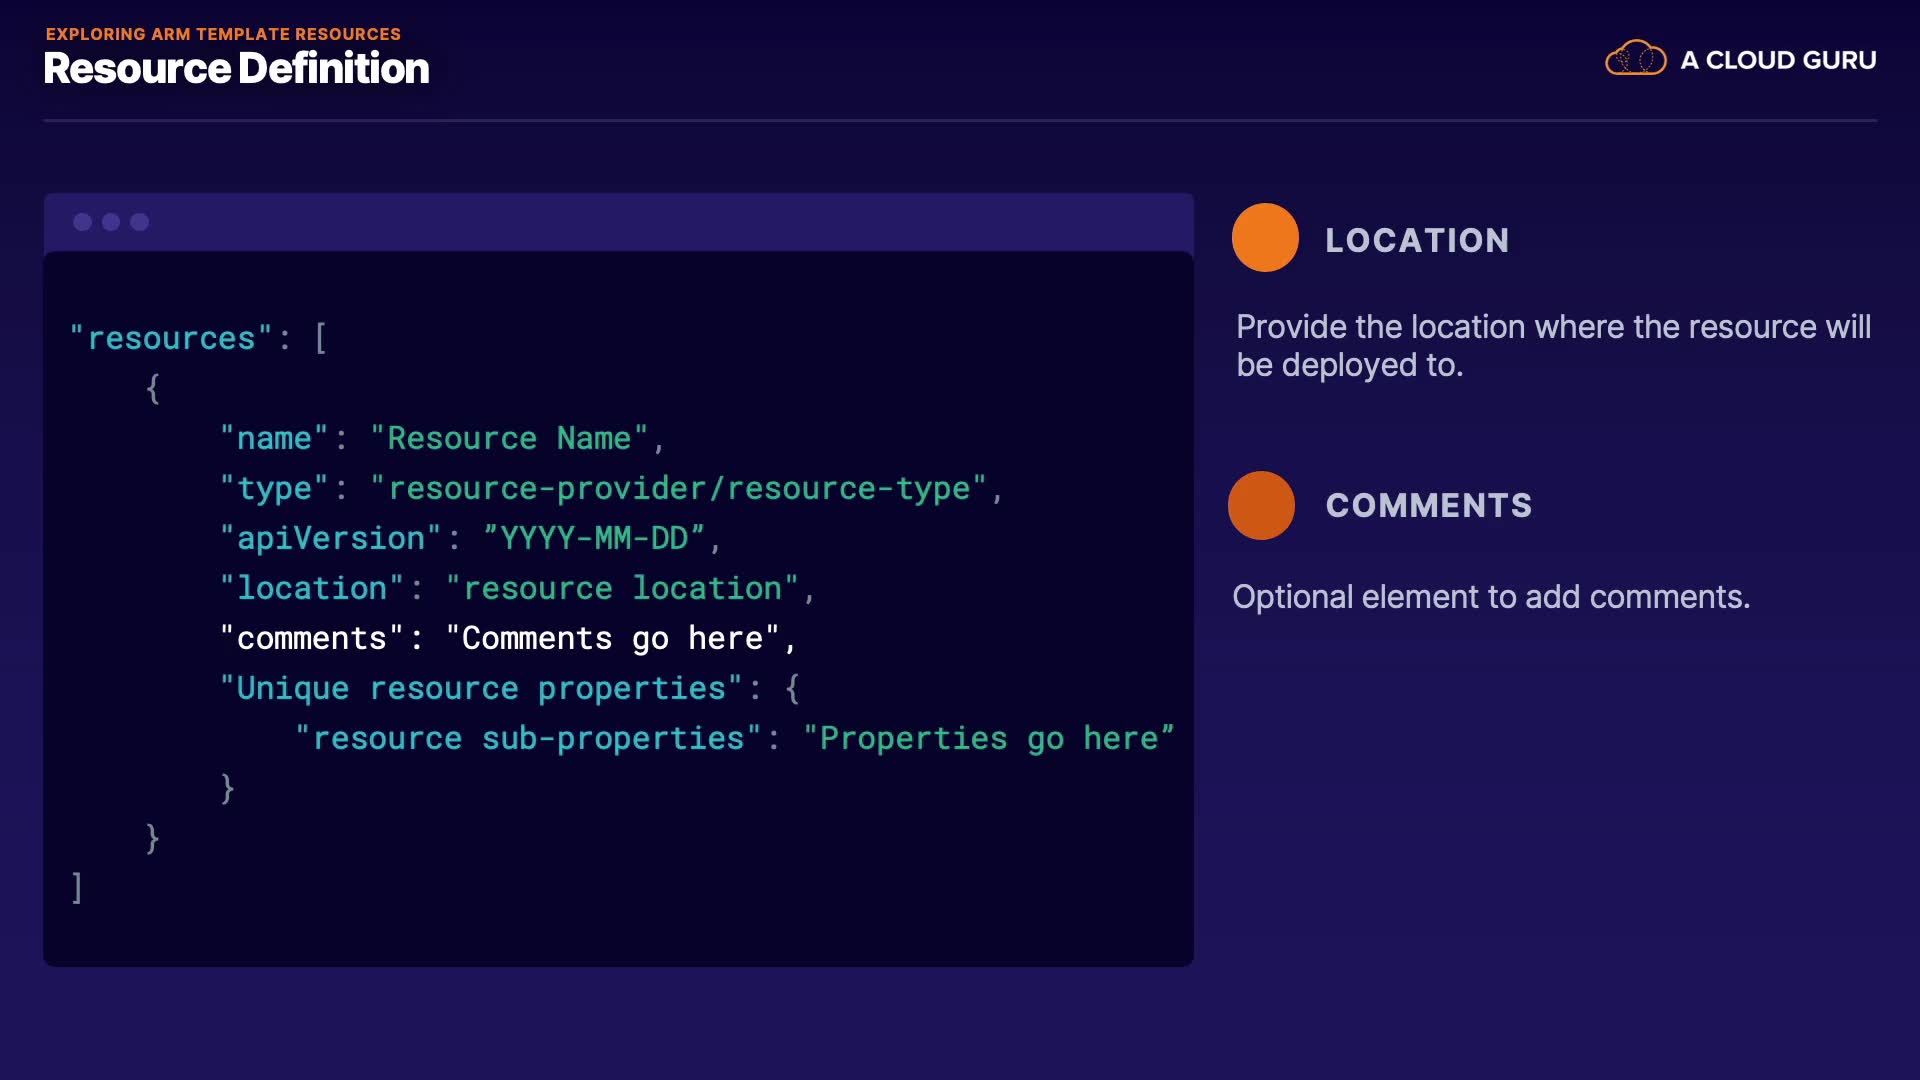 EXPLORING ARM TEMPLATE RESOURCES
Resource Definition
A CLOUD GURU
"resources": [
{
"name": "Resource Name",
"type": "resource-provider/resource-type",
"apiVersion": ”YYYY-MM-DD”,
"location": "resource location",
"comments": "Comments go here",
"Unique resource properties": {
"resource sub-properties": "Properties go here”
}
}
]
LOCATION
Provide the location where the resource will
be deployed to.
COMMENTS
Optional element to add comments.